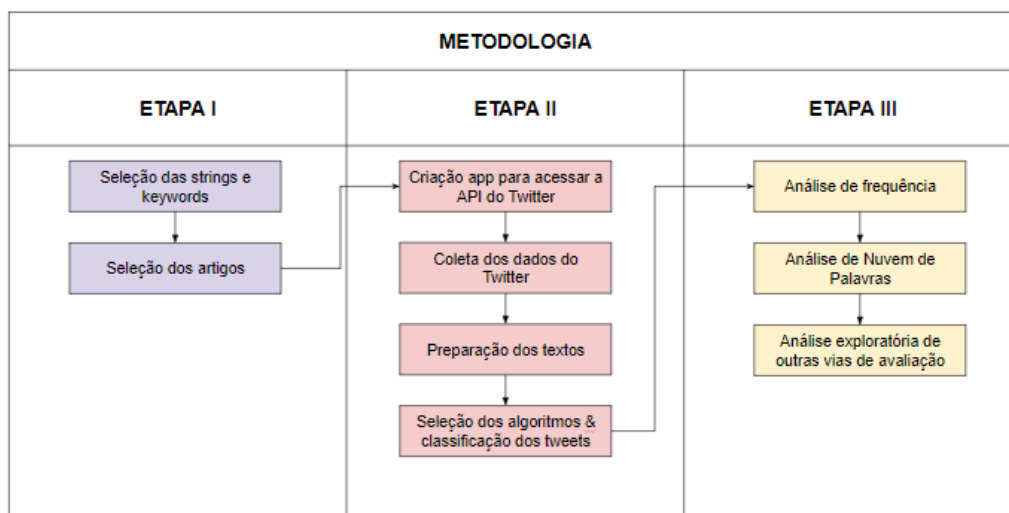 METODOLOGIA
ETAPA I
ETAPA II
ETAPA III
Seleção das strings e
keywords
Seleção dos artigos
Criação app para acessar a
API do Twitter
Coleta dos dados do
Twitter
Preparação dos textos
Seleção dos algoritmos &
classificação dos tweets
Análise de frequência
Análise de Nuvem de
Palavras
Análise exploratória de
outras vias de avaliação